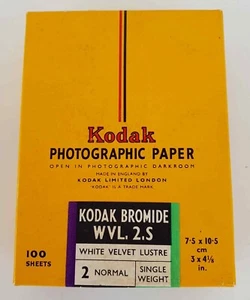 Kodak
PHOTOGRAPHIC PAPER
OPEN IN PHOTOGRAPHIC DARKROOM
MADE IN ENGLAND BY
KODAK LIMITED LONDON
'KODAK' IS A TRADE MARK
100
SHEETS
KODAK BROMIDE
WVL. 2.S
WHITE VELVET LUSTRE
2 NORMAL
SINGLE
WEIGHT
7·5 x 10·5
cm
3 x 4⅛
in.